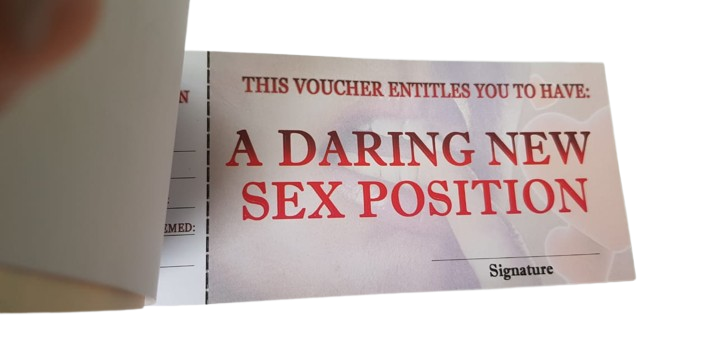 THIS VOUCHER ENTITLES YOU TO HAVE:
A DARING NEW
SEX POSITION
Signature